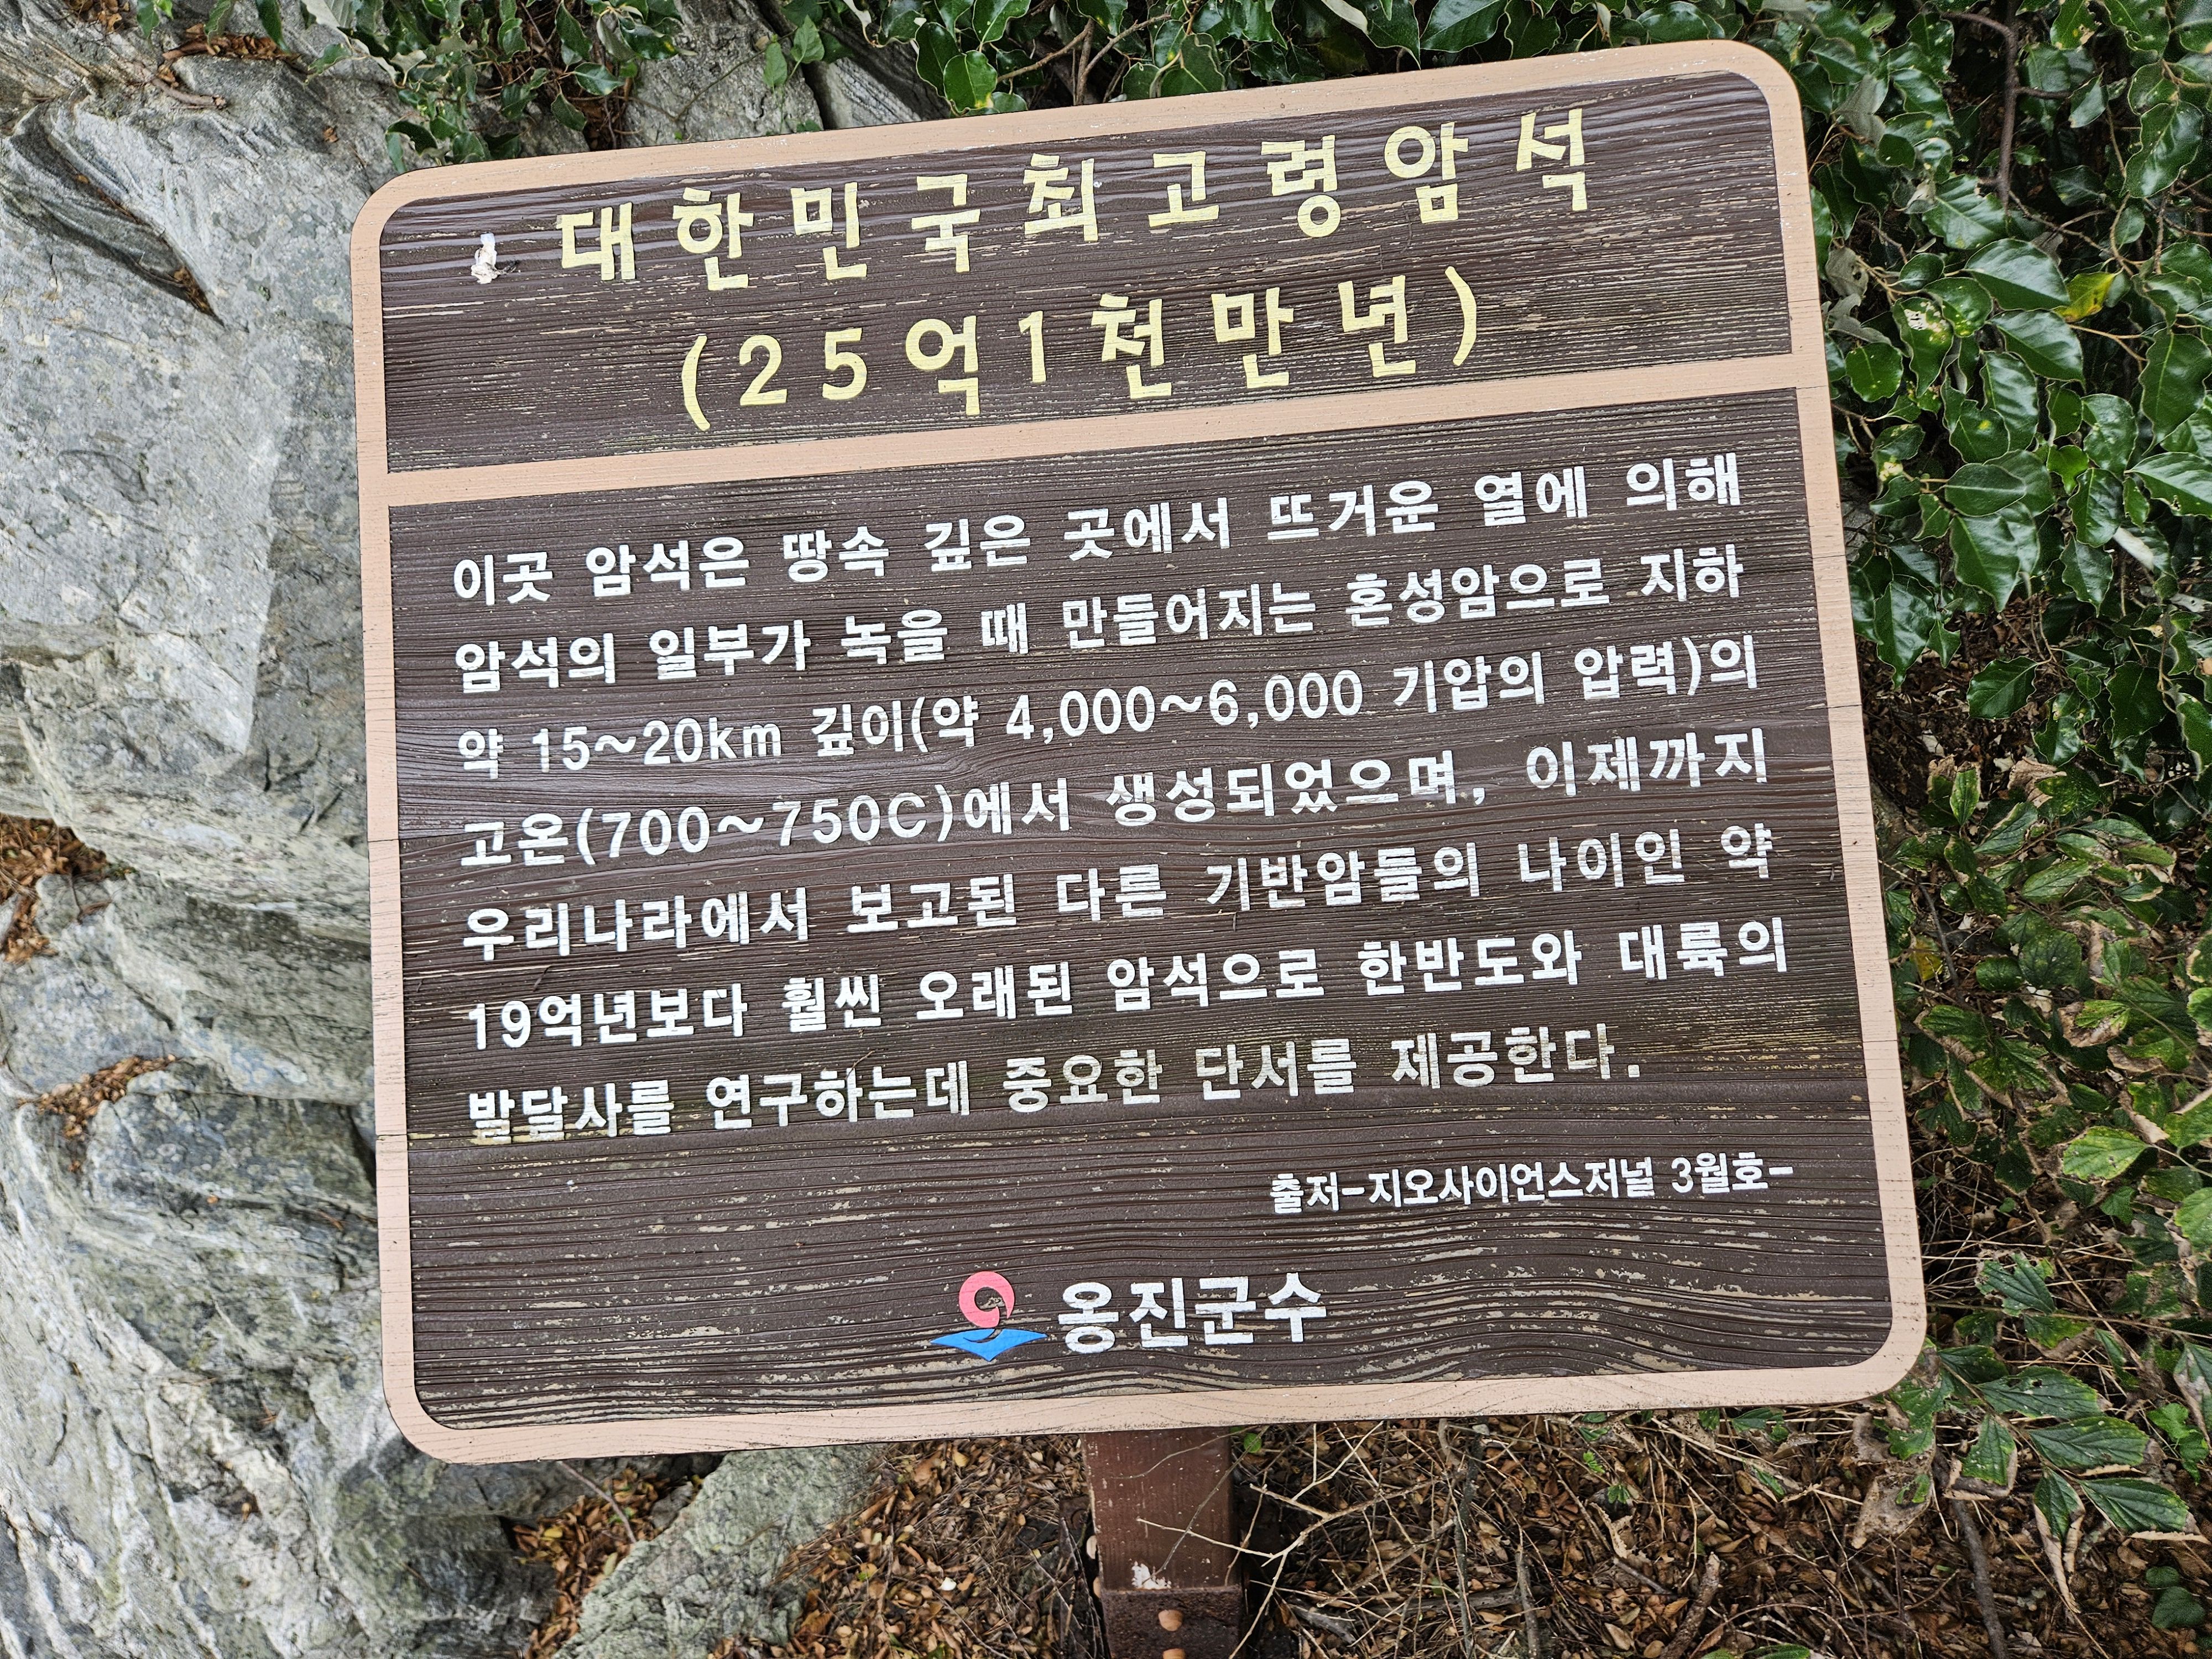 대한민국최고령암석
(25억1천만년)
이곳 암석은 땅속 깊은 곳에서 뜨거운 열에 의해
암석의 일부가 녹을 때 만들어지는 혼성암으로 지하
약 15~20km 깊이(약 4,000~6,000 기압의 압력)의
고온(700~750C)에서 생성되었으며, 이제까지
우리나라에서 보고된 다른 기반암들의 나이인 약
19억년보다 훨씬 오래된 암석으로 한반도와 대륙의
발달사를 연구하는데 중요한 단서를 제공한다.
출저-지오사이언스저널 3월호-
옹진군수